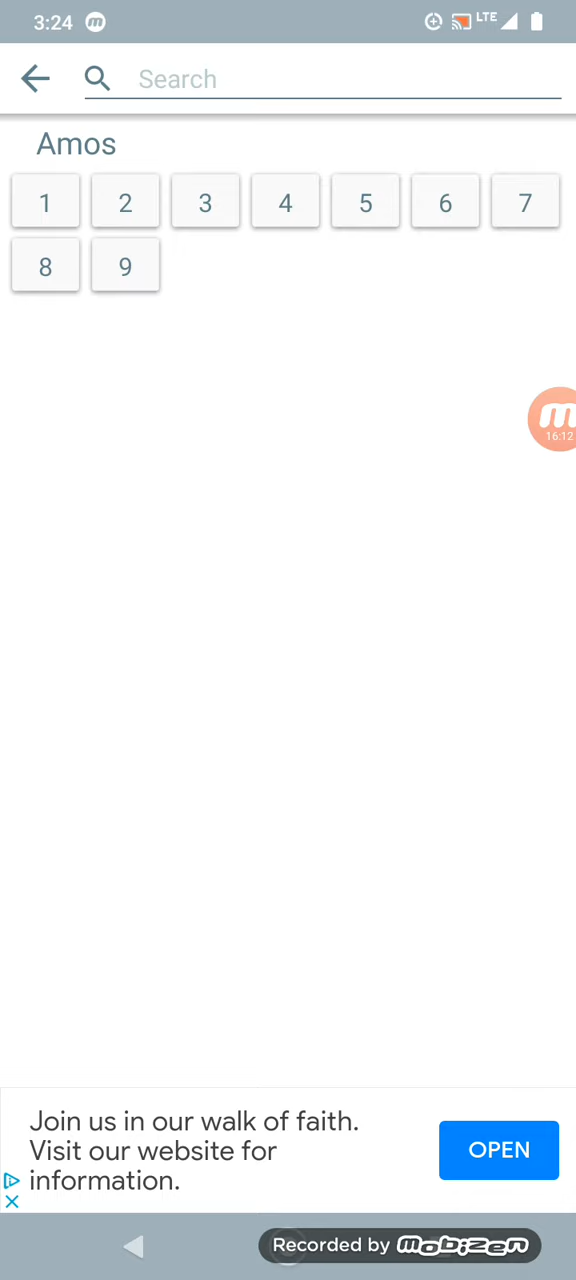 3:24 m LTE
Search
Amos
1 2 3 4 5 6 7
8 9
m
16:12
Join us in our walk of faith.
Visit our website for
information.
OPEN
Recorded by mobizen